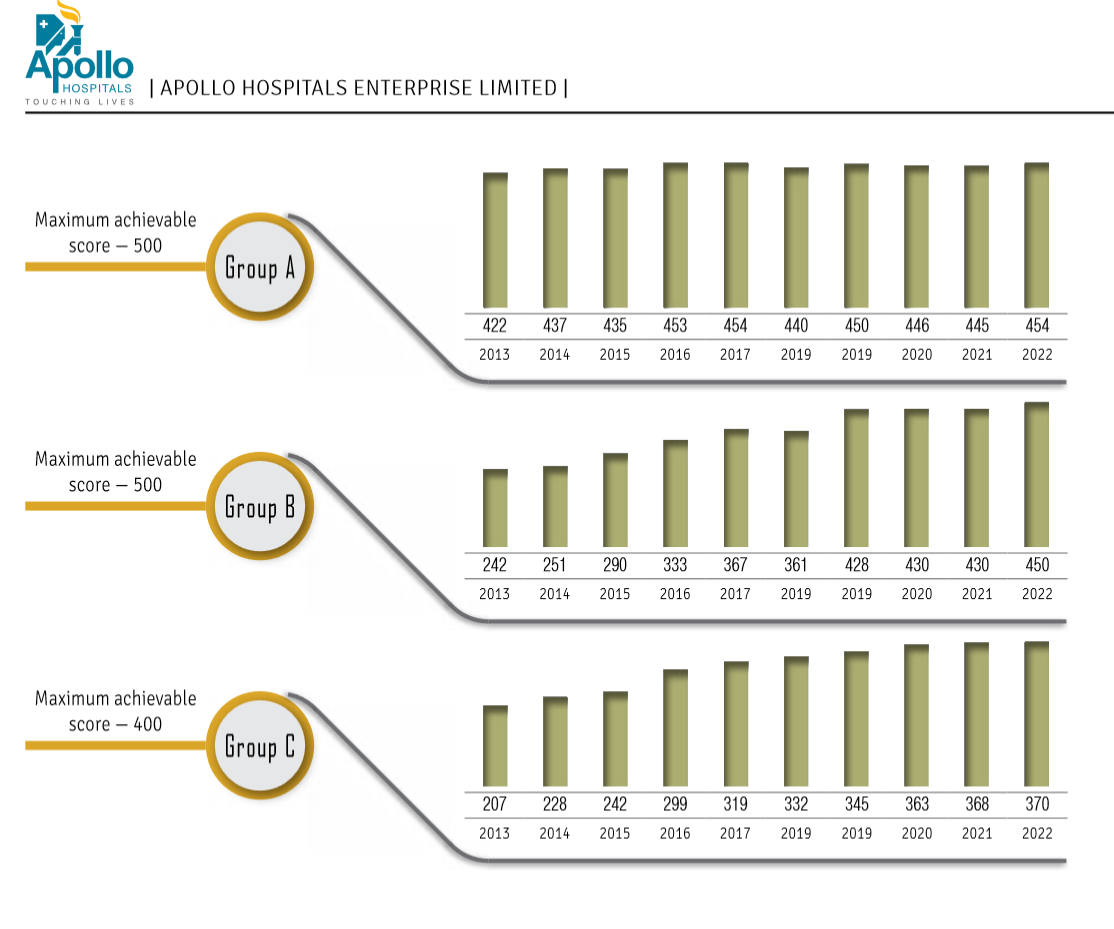 Apollo
HOSPITALS
TOUCHING LIVES
| APOLLO HOSPITALS ENTERPRISE LIMITED |
Maximum achievable
score – 500
Group A
422 437 435 453 454 440 450 446 445 454
2013 2014 2015 2016 2017 2019 2019 2020 2021 2022
Maximum achievable
score – 500
Group B
242 251 290 333 367 361 428 430 430 450
2013 2014 2015 2016 2017 2019 2019 2020 2021 2022
Maximum achievable
score – 400
Group C
207 228 242 299 319 332 345 363 368 370
2013 2014 2015 2016 2017 2019 2019 2020 2021 2022